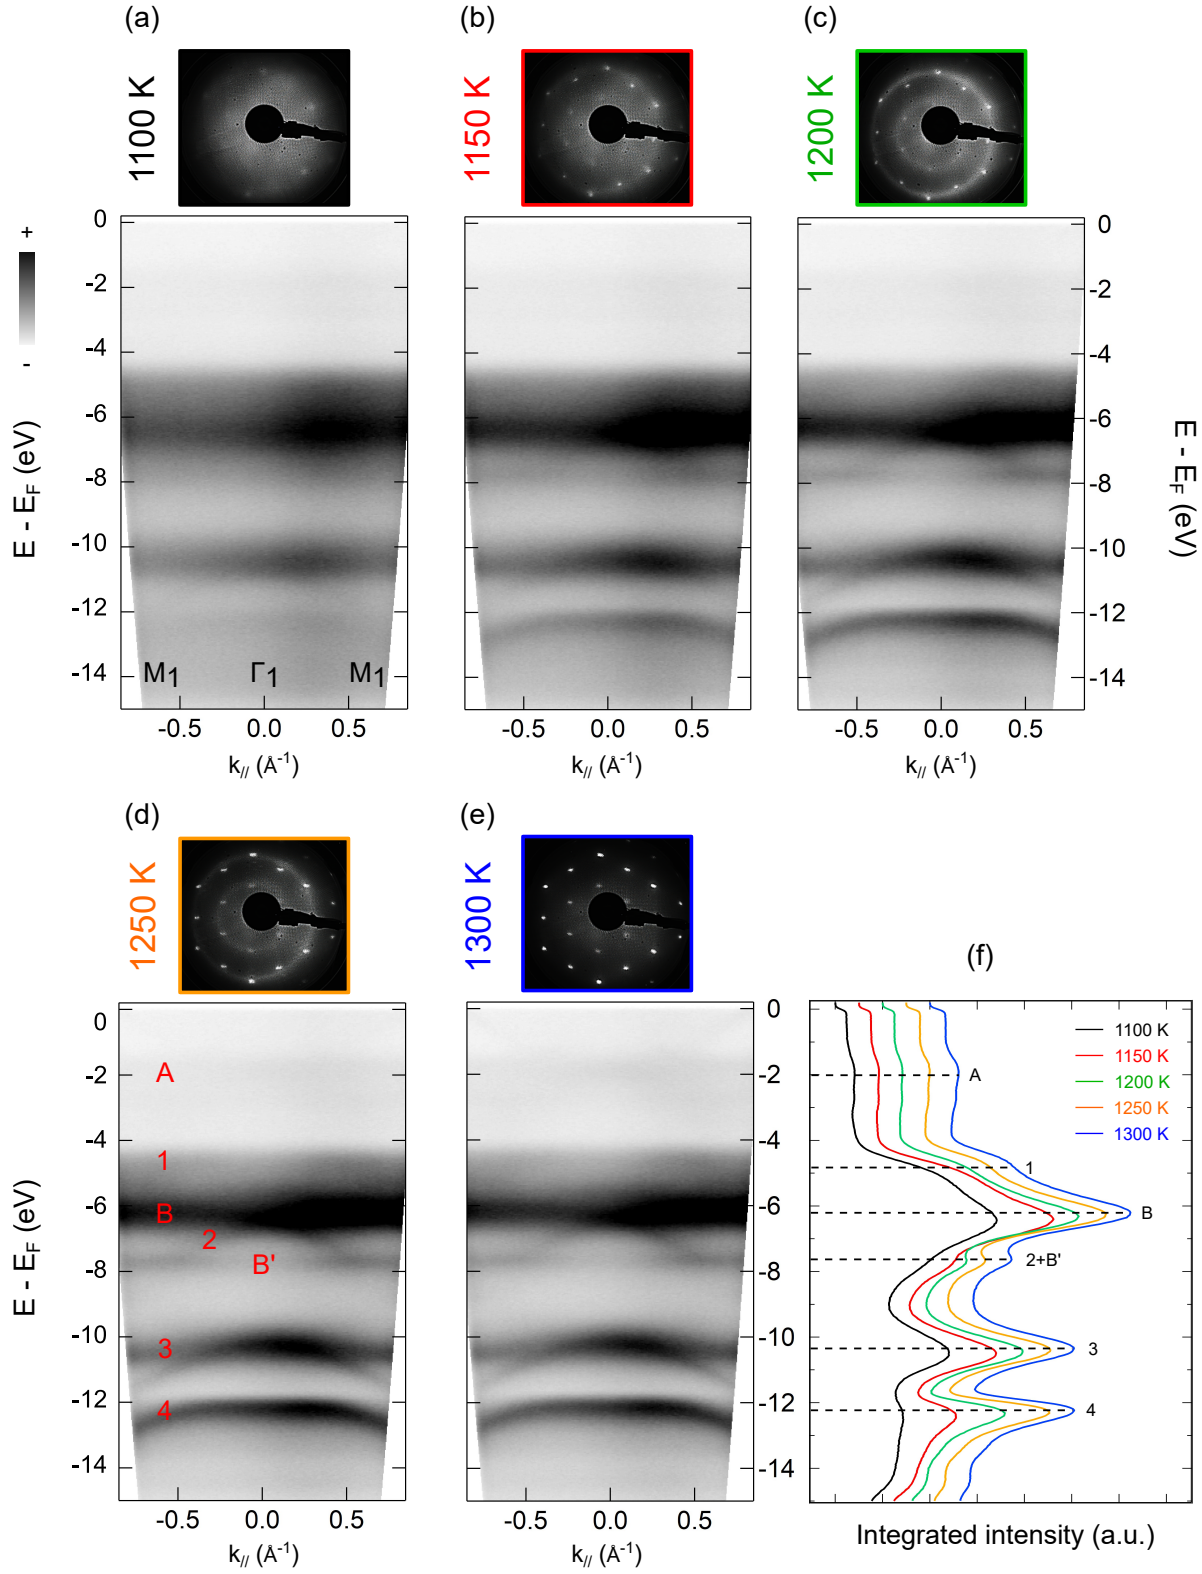 (a)
(b)
(c)
1100 K
1150 K
1200 K
+
-
E - E_F (eV)
0
-2
-4
-6
-8
-10
-12
-14
M₁ Γ₁ M₁
-0.5 0.0 0.5
k_// (Å⁻¹)
-0.5 0.0 0.5
k_// (Å⁻¹)
0
-2
-4
-6
-8
-10
-12
-14
E - E_F (eV)
-0.5 0.0 0.5
k_// (Å⁻¹)
(d)
(e)
1250 K
1300 K
E - E_F (eV)
0
-2
-4
-6
-8
-10
-12
-14
A
1
B
2
B'
3
4
-0.5 0.0 0.5
k_// (Å⁻¹)
-0.5 0.0 0.5
k_// (Å⁻¹)
(f)
0
-2
-4
-6
-8
-10
-12
-14
1100 K
1150 K
1200 K
1250 K
1300 K
A
1
B
2+B'
3
4
Integrated intensity (a.u.)